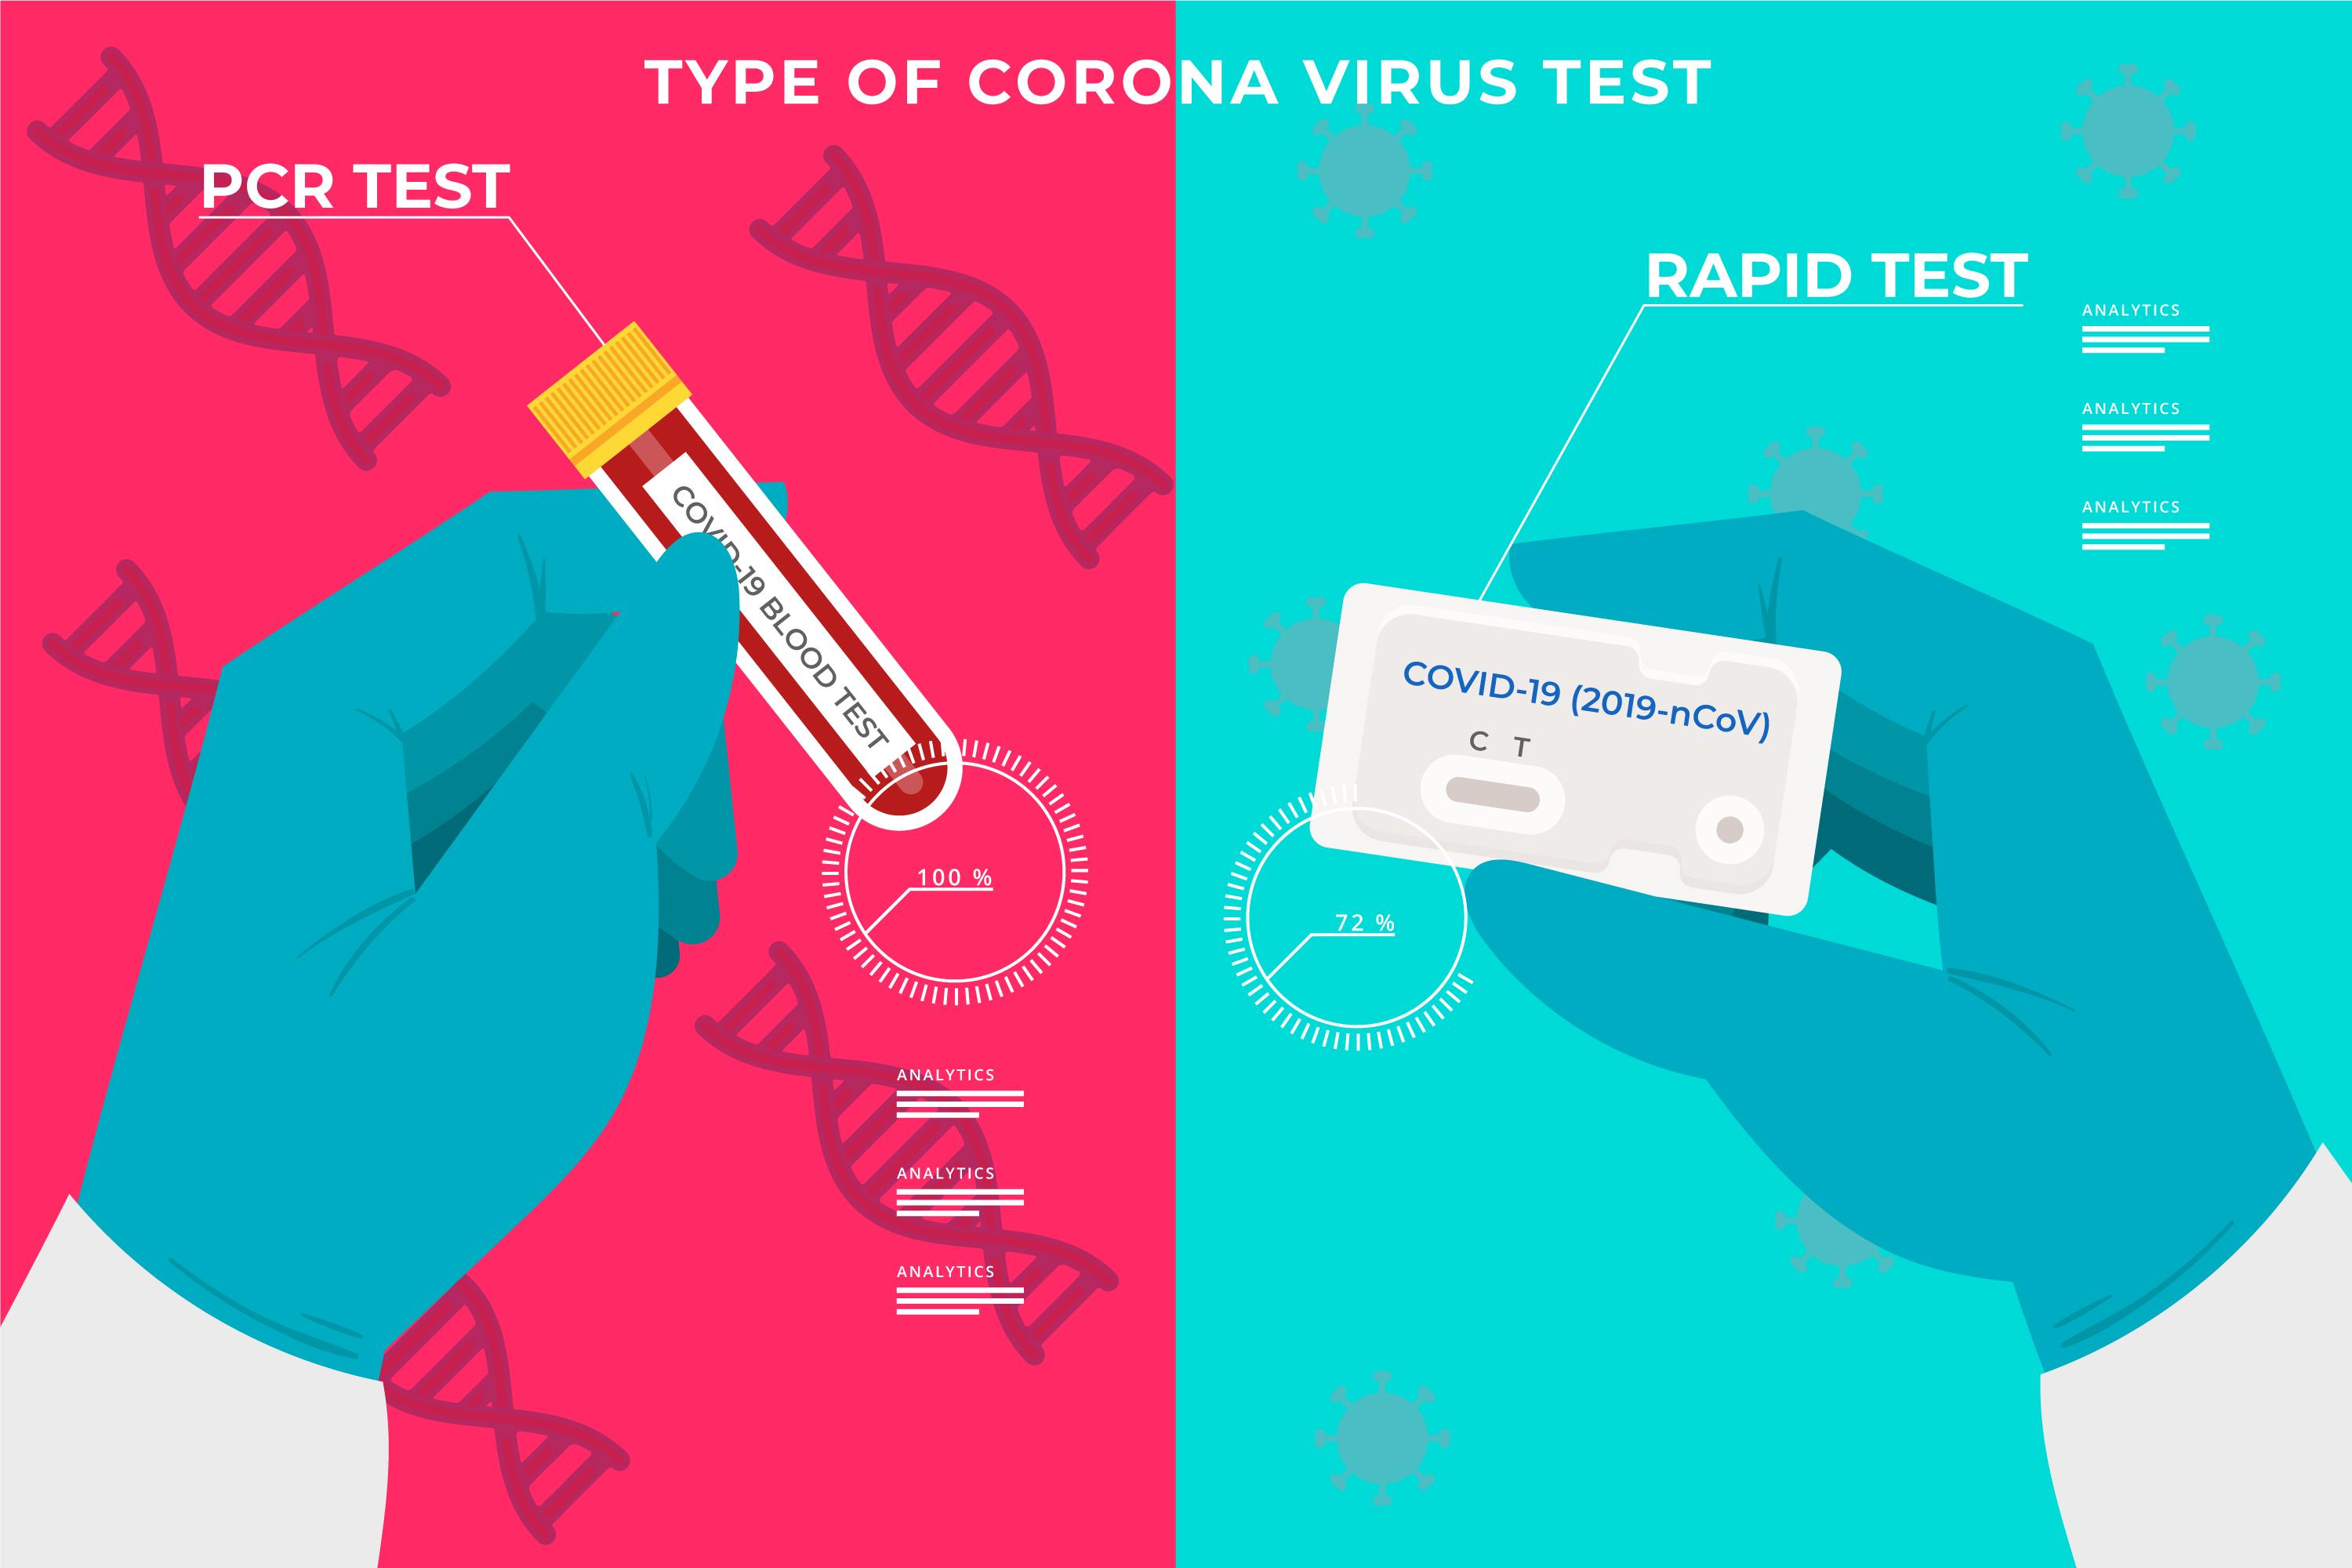 TYPE OF CORONA VIRUS TEST
PCR TEST
COVID-19 BLOOD TEST
100 %
ANALYTICS
ANALYTICS
ANALYTICS
RAPID TEST
ANALYTICS
ANALYTICS
ANALYTICS
COVID-19 (2019-nCoV)
C T
72 %